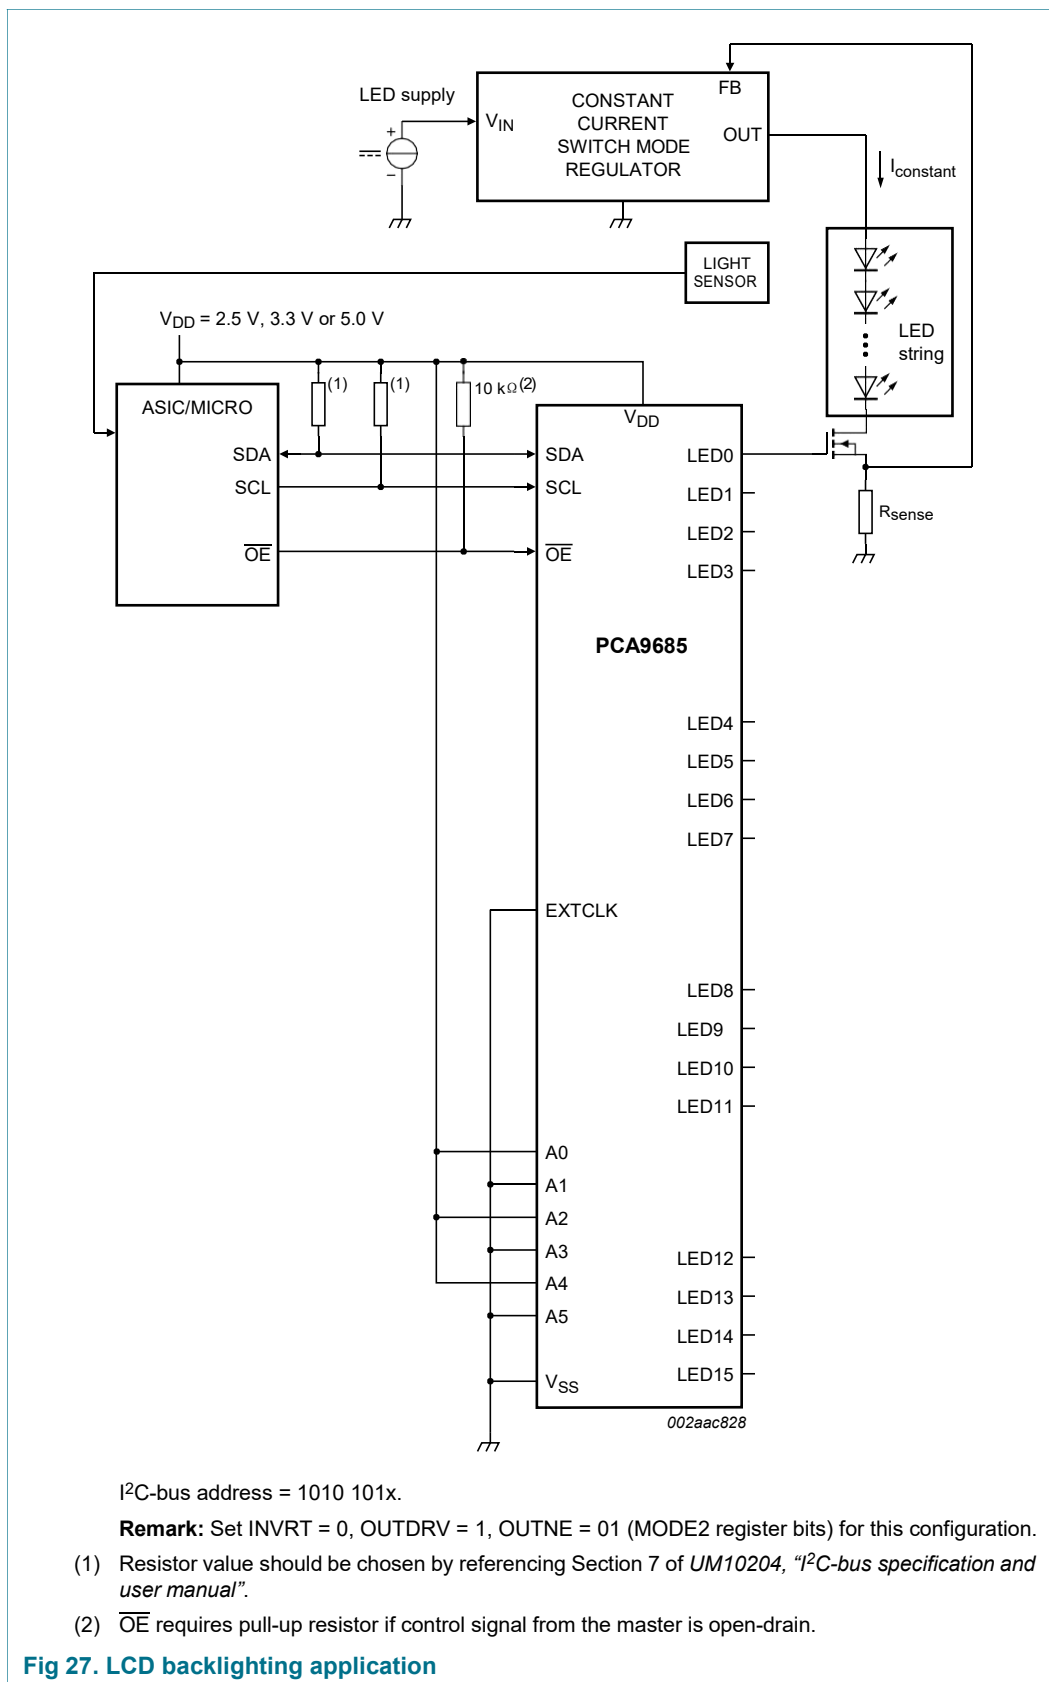 LED supply
VIN
CONSTANT
CURRENT
SWITCH MODE
REGULATOR
FB
OUT
Iconstant
LIGHT
SENSOR
LED
string
VDD = 2.5 V, 3.3 V or 5.0 V
(1)
(1)
10 kΩ(2)
ASIC/MICRO
SDA
SCL
OE
VDD
SDA
SCL
OE
PCA9685
EXTCLK
A0
A1
A2
A3
A4
A5
VSS
LED0
LED1
LED2
LED3
LED4
LED5
LED6
LED7
LED8
LED9
LED10
LED11
LED12
LED13
LED14
LED15
Rsense
002aac828
I2C-bus address = 1010 101x.
Remark: Set INVRT = 0, OUTDRV = 1, OUTNE = 01 (MODE2 register bits) for this configuration.
(1) Resistor value should be chosen by referencing Section 7 of UM10204, “I2C-bus specification and
user manual”.
(2) OE requires pull-up resistor if control signal from the master is open-drain.
Fig 27. LCD backlighting application